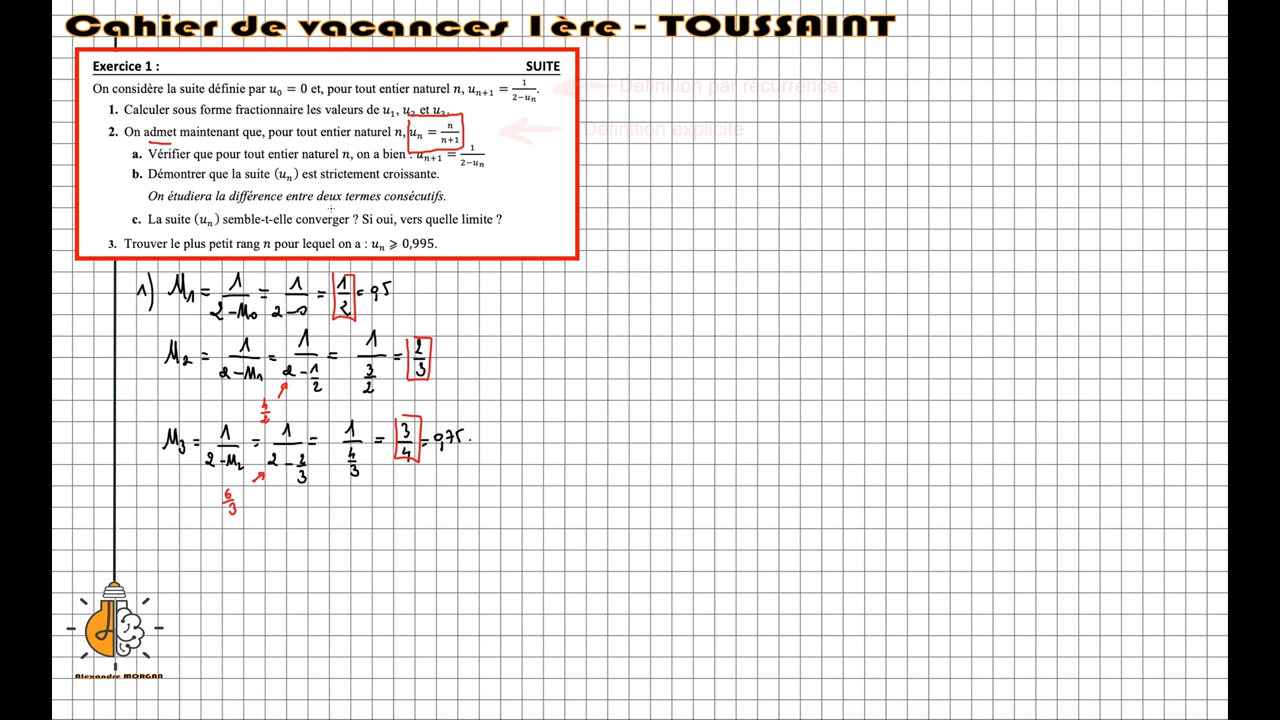 Cahier de vacances 1ère - TOUSSAINT
Exercice 1 : SUITE
On considère la suite définie par u₀ = 0 et, pour tout entier naturel n, uₙ₊₁ = 1/(2−uₙ).
Définition par récurrence
1. Calculer sous forme fractionnaire les valeurs de u₁, u₂ et u₃.
2. On admet maintenant que, pour tout entier naturel n, uₙ = n/(n+1)
Définition explicite
a. Vérifier que pour tout entier naturel n, on a bien : uₙ₊₁ = 1/(2−uₙ)
b. Démontrer que la suite (uₙ) est strictement croissante.
On étudiera la différence entre deux termes consécutifs.
c. La suite (uₙ) semble-t-elle converger ? Si oui, vers quelle limite ?
3. Trouver le plus petit rang n pour lequel on a : uₙ ⩾ 0,995.
1) u₁ = 1/(2−u₀) = 1/(2−0) = 1/2 = 0,5
u₂ = 1/(2−u₁) = 1/(2−1/2) = 1/(3/2) = 2/3
4/2
u₃ = 1/(2−u₂) = 1/(2−2/3) = 1/(4/3) = 3/4 = 0,75.
6/3
Alexandre MORGAN